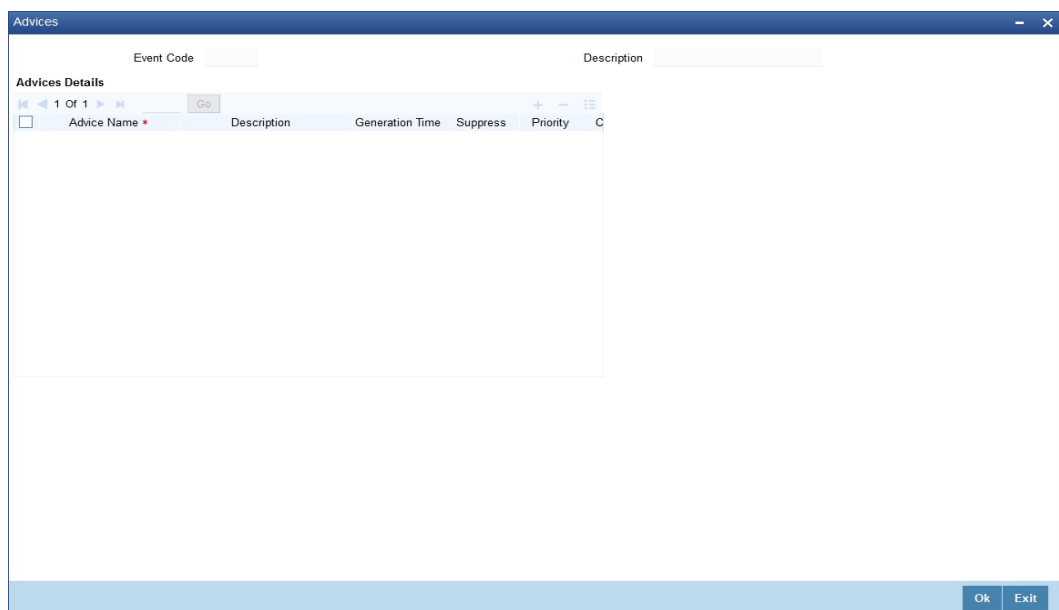 Advices
Event Code
Description
Advices Details
1 Of 1 Go
Advice Name * Description Generation Time Suppress Priority C
Ok Exit